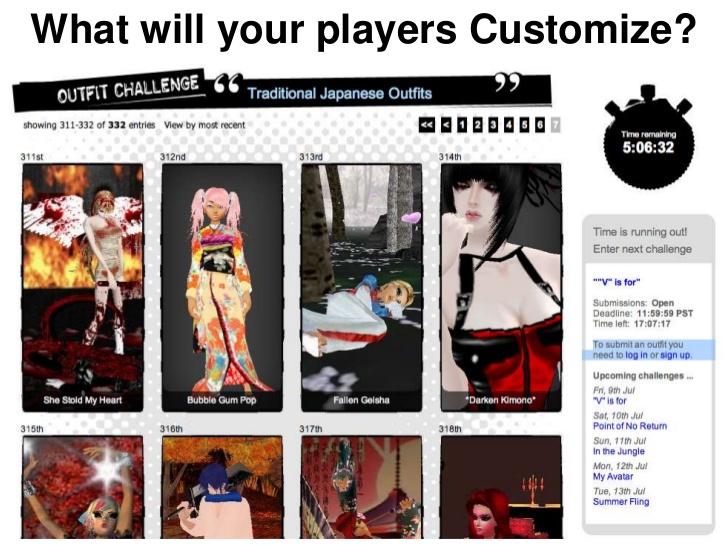 What will your players Customize?
OUTFIT CHALLENGE “ Traditional Japanese Outfits ”
showing 311-332 of 332 entries View by most recent
<< < 1 2 3 4 5 6 7
Time remaining
5:06:32
311st 312nd 313rd 314th
She Stold My Heart Bubble Gum Pop Fallen Geisha *Darken Kimono*
315th 316th 317th 318th
Time is running out!
Enter next challenge
""V" is for"
Submissions: Open
Deadline: 11:59:59 PST
Time left: 17:07:17
To submit an outfit you
need to log in or sign up.
Upcoming challenges ...
Fri, 9th Jul
"V" is for
Sat, 10th Jul
Point of No Return
Sun, 11th Jul
In the Jungle
Mon, 12th Jul
My Avatar
Tue, 13th Jul
Summer Fling